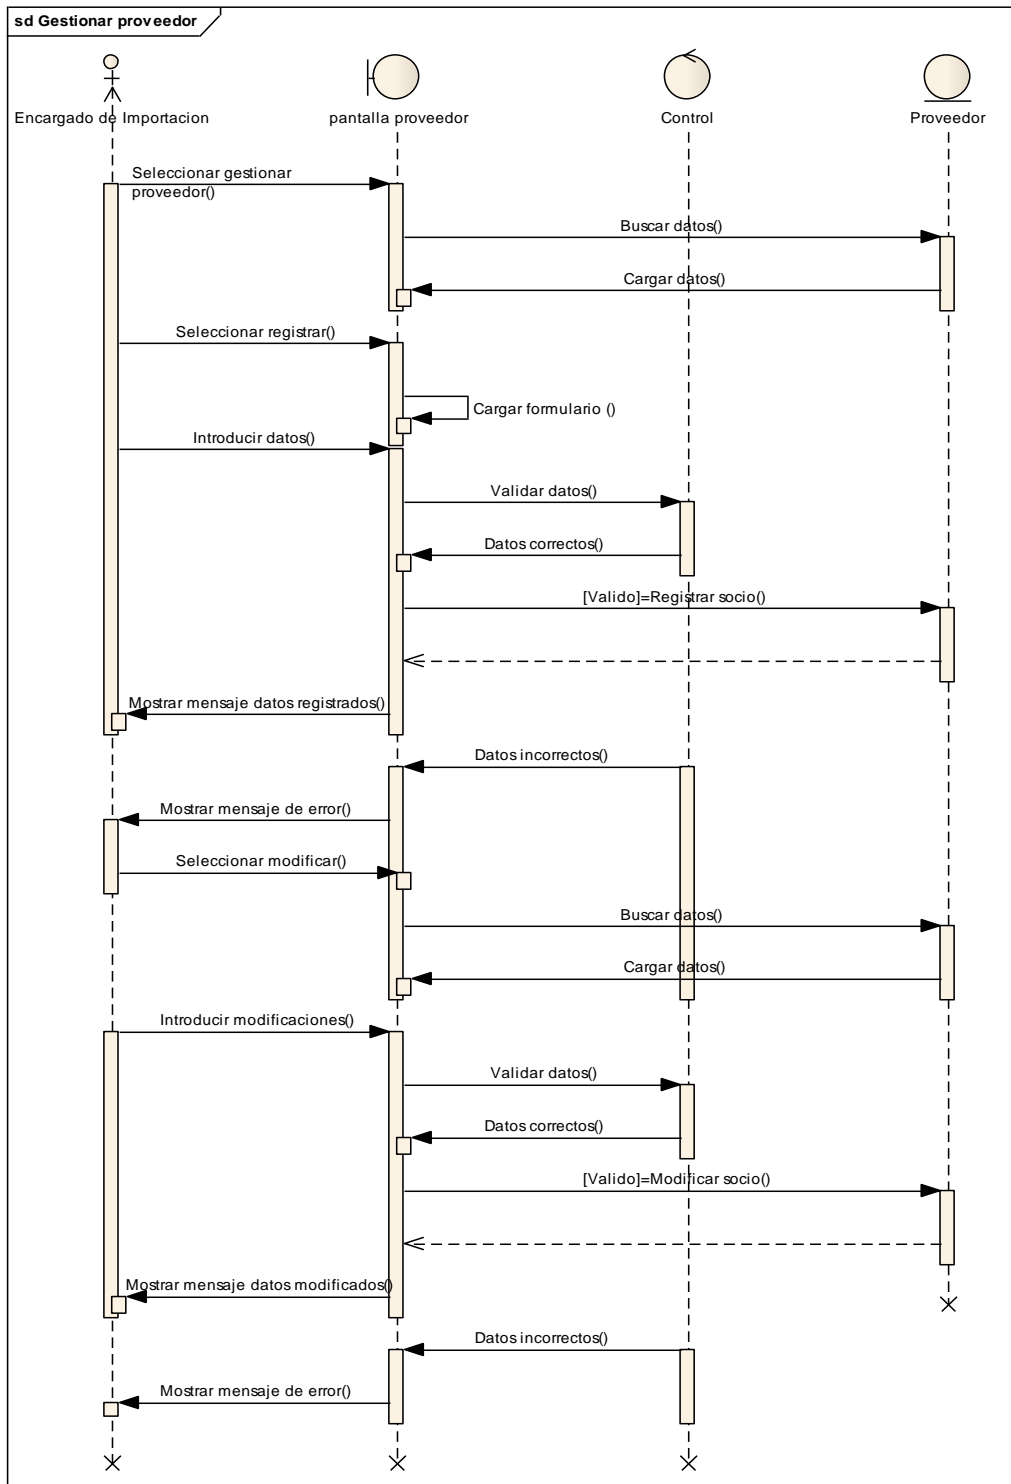 sd Gestionar proveedor
Encargado de Importacion
pantalla proveedor
Control
Proveedor
Seleccionar gestionar
proveedor()
Buscar datos()
Cargar datos()
Seleccionar registrar()
Cargar formulario ()
Introducir datos()
Validar datos()
Datos correctos()
[Valido]=Registrar socio()
Mostrar mensaje datos registrados()
Datos incorrectos()
Mostrar mensaje de error()
Seleccionar modificar()
Buscar datos()
Cargar datos()
Introducir modificaciones()
Validar datos()
Datos correctos()
[Valido]=Modificar socio()
Mostrar mensaje datos modificados()
Datos incorrectos()
Mostrar mensaje de error()